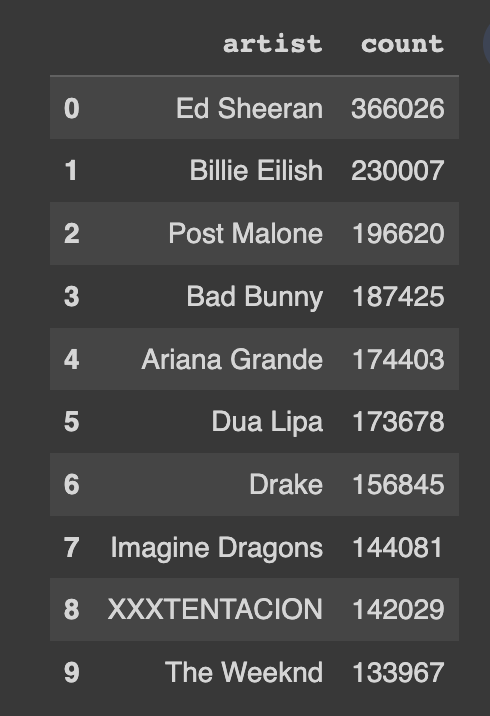 artist count
0 Ed Sheeran 366026
1 Billie Eilish 230007
2 Post Malone 196620
3 Bad Bunny 187425
4 Ariana Grande 174403
5 Dua Lipa 173678
6 Drake 156845
7 Imagine Dragons 144081
8 XXXTENTACION 142029
9 The Weeknd 133967